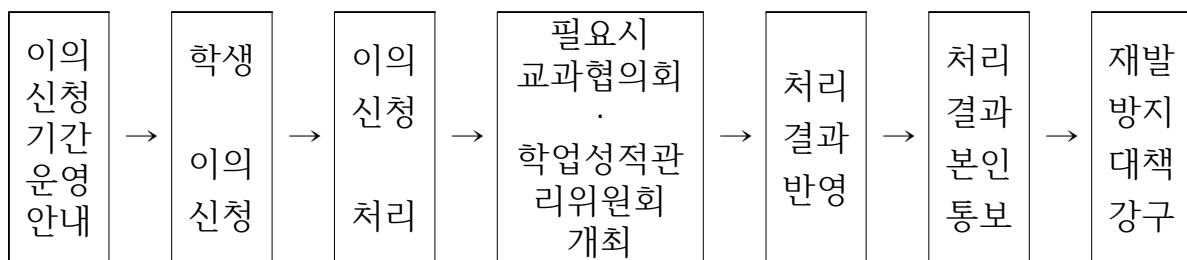 이의
신청
기간
운영
안내
→
학생
이의
신청
→
이의
신청
처리
→
필요시
교과협의회
·
학업성적관
리위원회
개최
→
처리
결과
반영
→
처리
결과
본인
통보
→
재발
방지
대책
강구